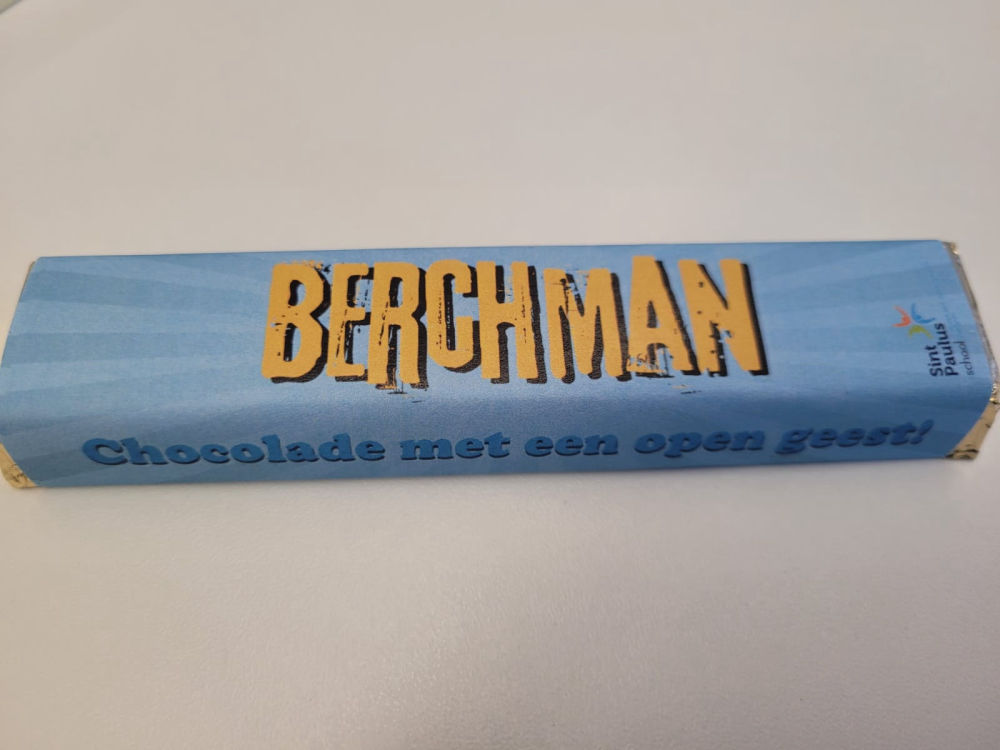 BERCHMAN
Chocolade met een open geest!
Sint
Paulus
school